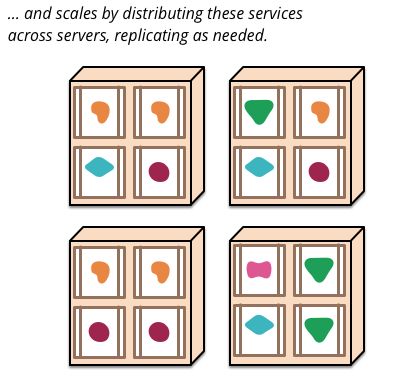 ... and scales by distributing these services
across servers, replicating as needed.